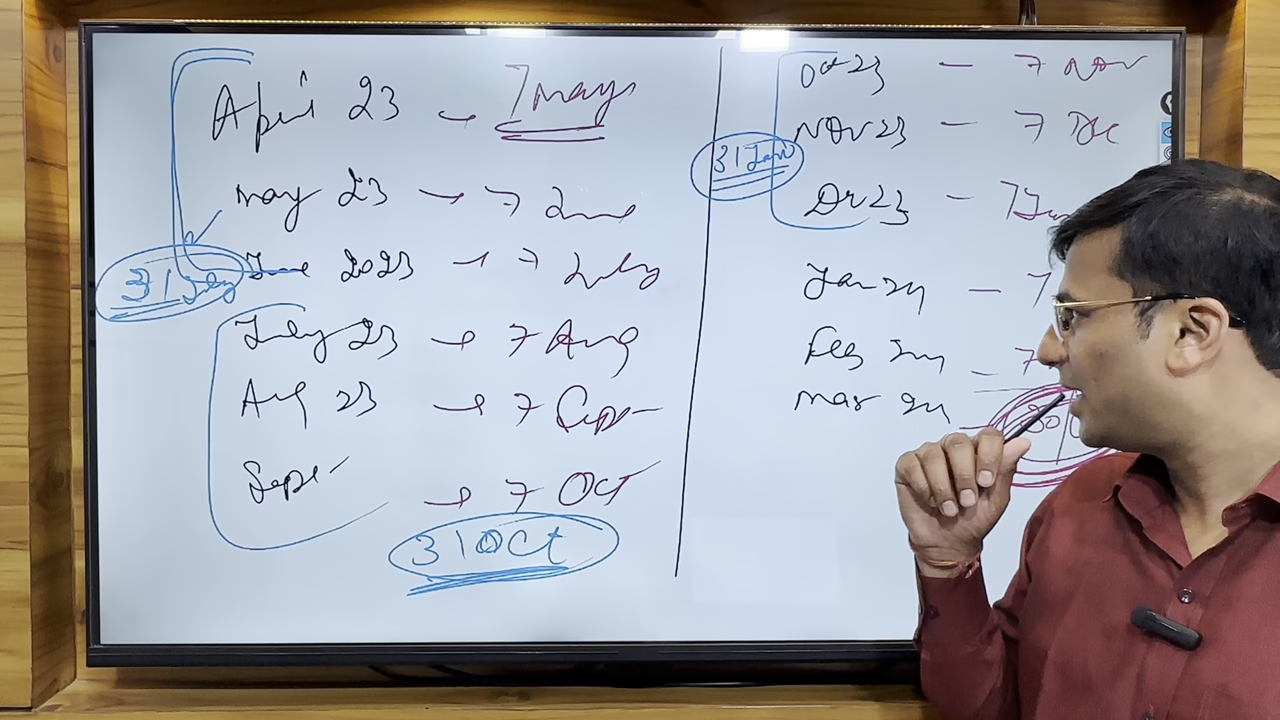 April 23 → 7 May
May 23 → 7 June
31 July
June 2023 → 7 July
July 23 → 7 Aug
Aug 23 → 7 Sept
Sept → 7 Oct
31 Oct
Oct 23 – 7 Nov
Nov 23 – 7 Dec
31 Jan
Dec 23 – 7 Jan
Jan 24 – 7
Feb 24 – 7
Mar 24 – 30